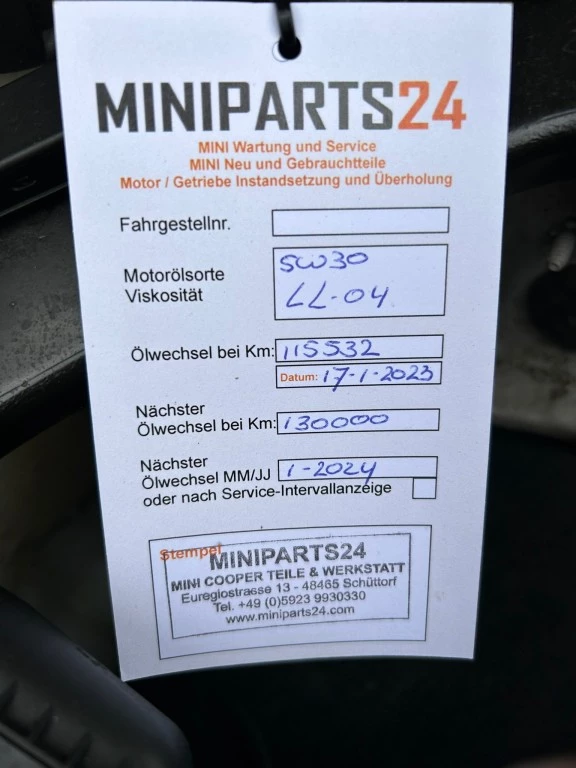 MINIPARTS24
MINI Wartung und Service
MINI Neu und Gebrauchtteile
Motor / Getriebe Instandsetzung und Überholung
Fahrgestellnr.
Motorölsorte 5W30
Viskosität LL-04
Ölwechsel bei Km: 115532
Datum: 17-1-2023
Nächster
Ölwechsel bei Km: 130000
Nächster
Ölwechsel MM/JJ 1-2024
oder nach Service-Intervallanzeige
Stempel
MINIPARTS24
MINI COOPER TEILE & WERKSTATT
Euregiostrasse 13 - 48465 Schüttorf
Tel. +49 (0)5923 9930330
www.miniparts24.com